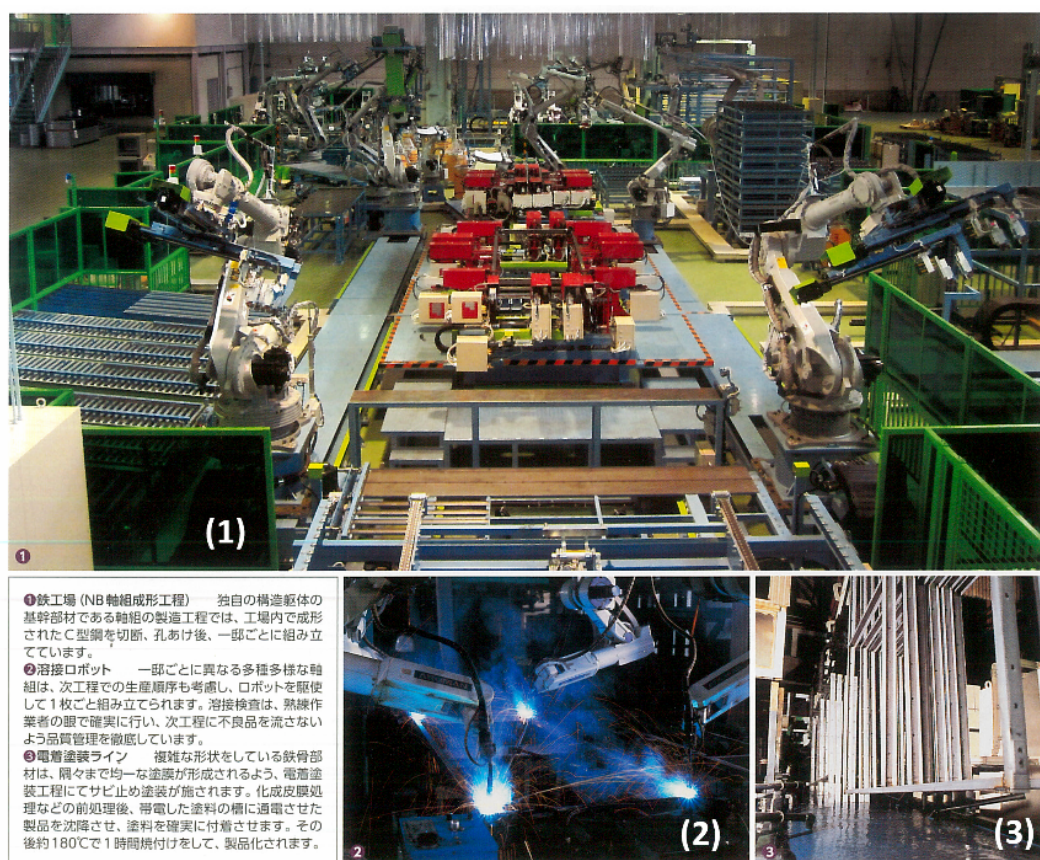 (1)
❶
❶鉄工場(NB軸組成形工程) 独自の構造躯体の
基幹部材である軸組の製造工程では、工場内で成形
されたC型鋼を切断、孔あけ後、一邸ごとに組み立
てています。
❷溶接ロボット 一邸ごとに異なる多種多様な軸
組は、次工程での生産順序も考慮し、ロボットを駆使
して1枚ごと組み立てられます。溶接検査は、熟練作
業者の眼で確実に行い、次工程に不良品を流さない
よう品質管理を徹底しています。
❸電着塗装ライン 複雑な形状をしている鉄骨部
材は、隅々まで均一な塗膜が形成されるよう、電着塗
装工程にてサビ止め塗装が施されます。化成皮膜処
理などの前処理後、帯電した塗料の槽に通電させた
製品を沈降させ、塗料を確実に付着させます。その
後約180℃で1時間焼付けをして、製品化されます。
(2)
❷
(3)
❸